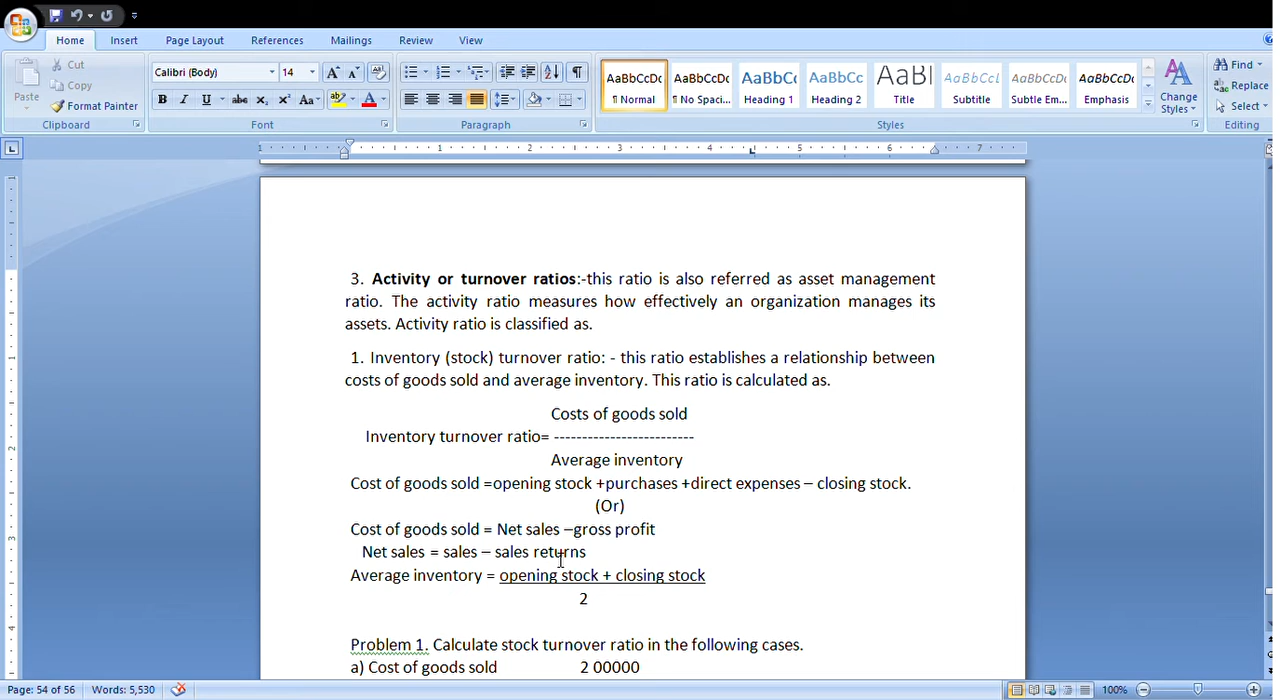 Home Insert Page Layout References Mailings Review View
Cut
Copy
Paste
Format Painter
Clipboard
Calibri (Body) 14
Font
Paragraph
AaBbCcDc AaBbCcDc AaBbCc AaBbCc AaBl AaBbCcL AaBbCcDc AaBbCcDc
¶ Normal ¶ No Spaci... Heading 1 Heading 2 Title Subtitle Subtle Em... Emphasis
Change Styles
Styles
Find
Replace
Select
Editing
3. Activity or turnover ratios:-this ratio is also referred as asset management
ratio. The activity ratio measures how effectively an organization manages its
assets. Activity ratio is classified as.
1. Inventory (stock) turnover ratio: - this ratio establishes a relationship between
costs of goods sold and average inventory. This ratio is calculated as.
Costs of goods sold
Inventory turnover ratio= -------------------------
Average inventory
Cost of goods sold =opening stock +purchases +direct expenses – closing stock.
(Or)
Cost of goods sold = Net sales –gross profit
Net sales = sales – sales returns
Average inventory = opening stock + closing stock
2
Problem 1. Calculate stock turnover ratio in the following cases.
a) Cost of goods sold 2 00000
Page: 54 of 56 Words: 5,530 100%